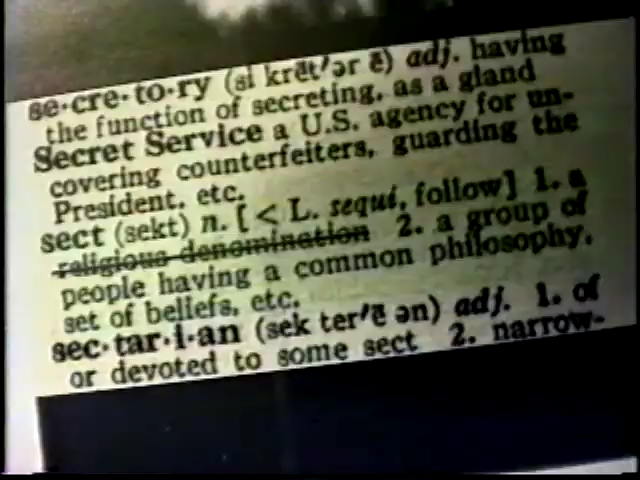 se·cre·to·ry (si krēt′ər ē) adj. having
the function of secreting, as a gland
Secret Service a U.S. agency for un-
covering counterfeiters, guarding the
President, etc.
sect (sekt) n. [< L. sequi, follow] 1. a
religious denomination 2. a group of
people having a common philosophy,
set of beliefs, etc.
sec·tar·i·an (sek ter′ē ən) adj. 1. of
or devoted to some sect 2. narrow-